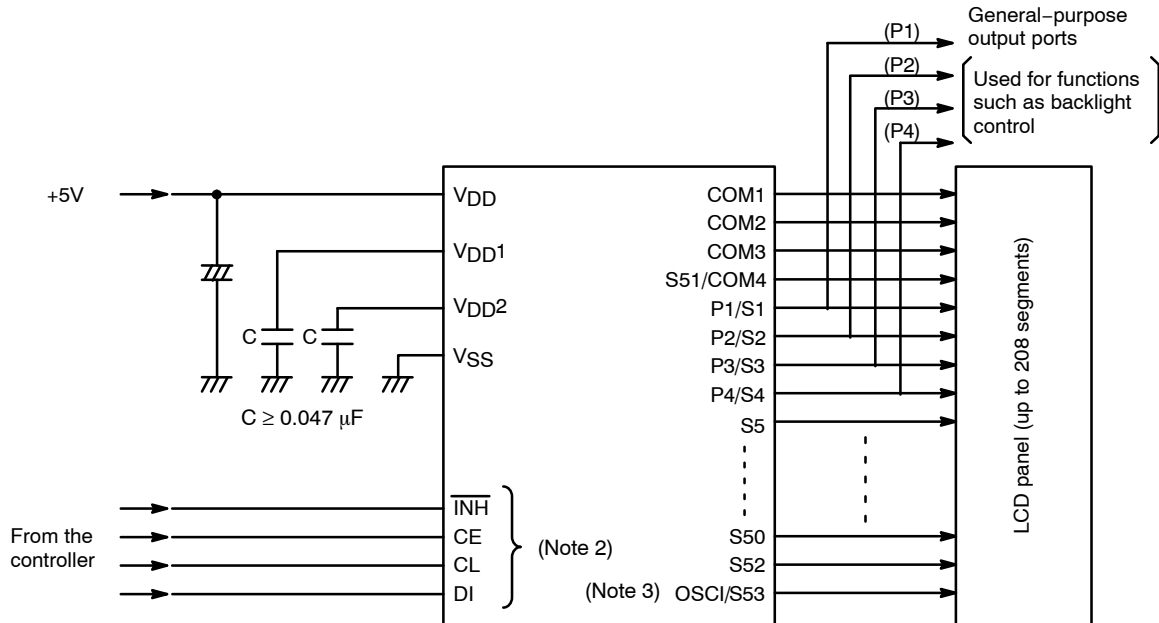 General−purpose
output ports
(P1)
(P2)
(P3)
(P4)
Used for functions
such as backlight
control
+5V
VDD
VDD1
VDD2
VSS
C
C
C ≥ 0.047 μF
COM1
COM2
COM3
S51/COM4
P1/S1
P2/S2
P3/S3
P4/S4
S5
S50
S52
(Note 3) OSCI/S53
LCD panel (up to 208 segments)
From the
controller
INH
CE
CL
DI
(Note 2)